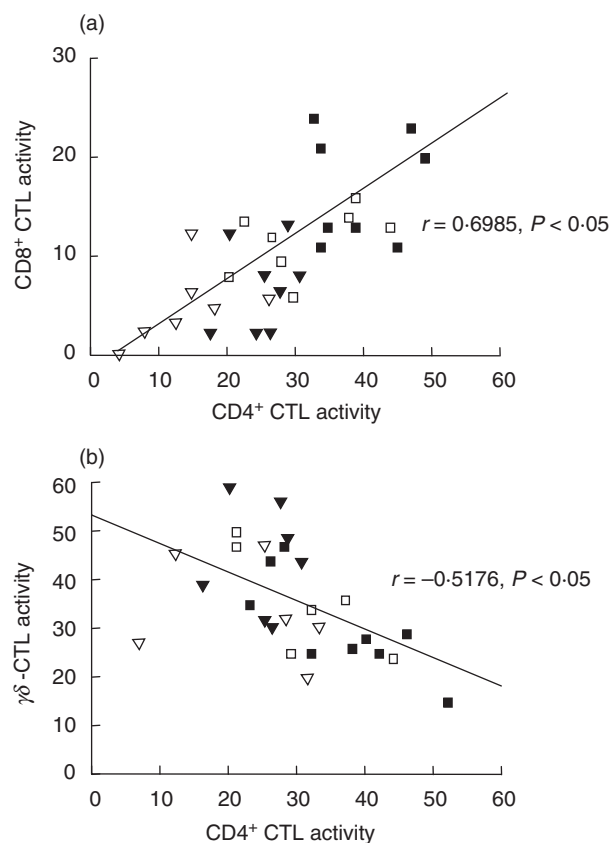 (a)
30
20
10
0
CD8⁺ CTL activity
r = 0·6985, P < 0·05
0 10 20 30 40 50 60
CD4⁺ CTL activity
(b)
60
50
40
30
20
10
0
γδ -CTL activity
r = –0·5176, P < 0·05
0 10 20 30 40 50 60
CD4⁺ CTL activity